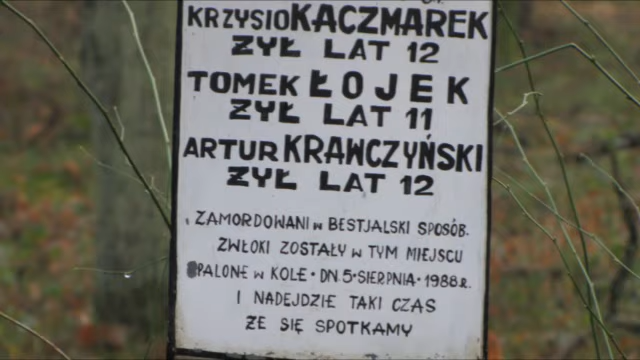 KRZYSIO KACZMAREK
ŻYŁ LAT 12
TOMEK ŁOJEK
ŻYŁ LAT 11
ARTUR KRAWCZYŃSKI
ŻYŁ LAT 12
ZAMORDOWANI W BESTJALSKI SPOSÓB.
ZWŁOKI ZOSTAŁY W TYM MIEJSCU
SPALONE W KOLE • DN. 5 • SIERPNIA • 1988 R.
I NADEJDZIE TAKI CZAS
ŻE SIĘ SPOTKAMY